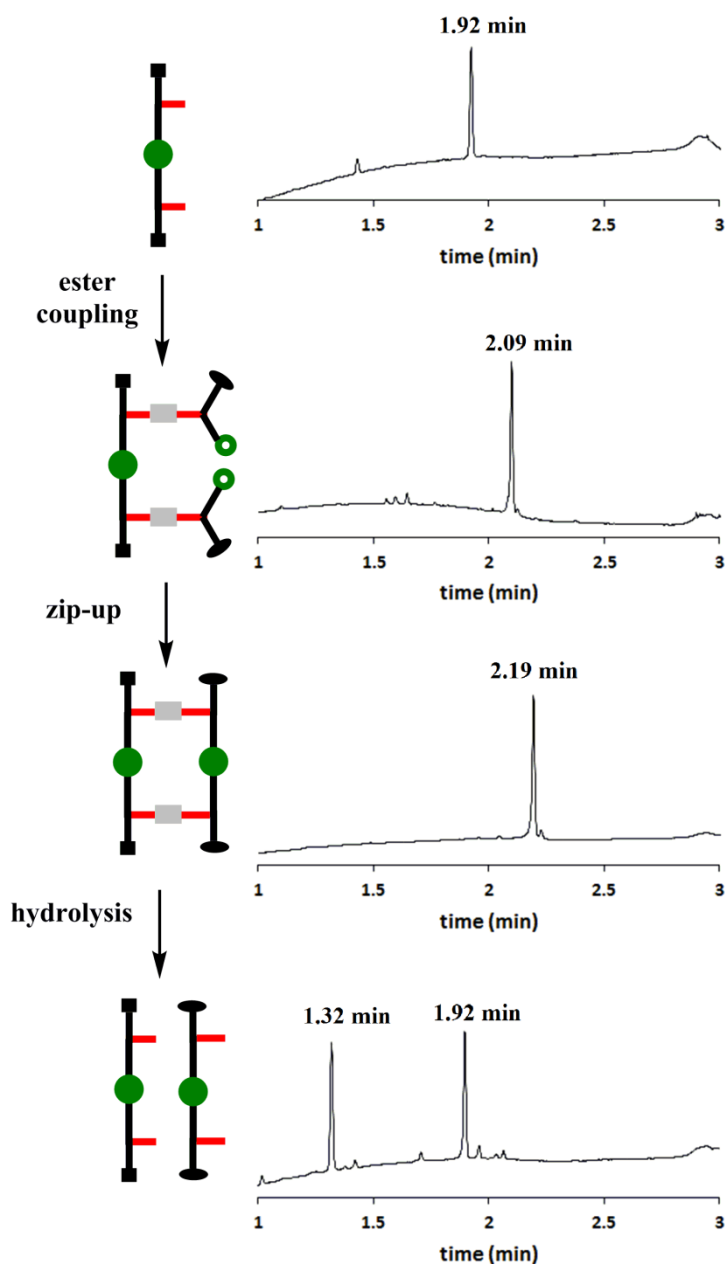 1.92 min
1 1.5 2 2.5 3
time (min)
ester
coupling
2.09 min
1 1.5 2 2.5 3
time (min)
zip-up
2.19 min
1 1.5 2 2.5 3
time (min)
hydrolysis
1.32 min 1.92 min
1 1.5 2 2.5 3
time (min)